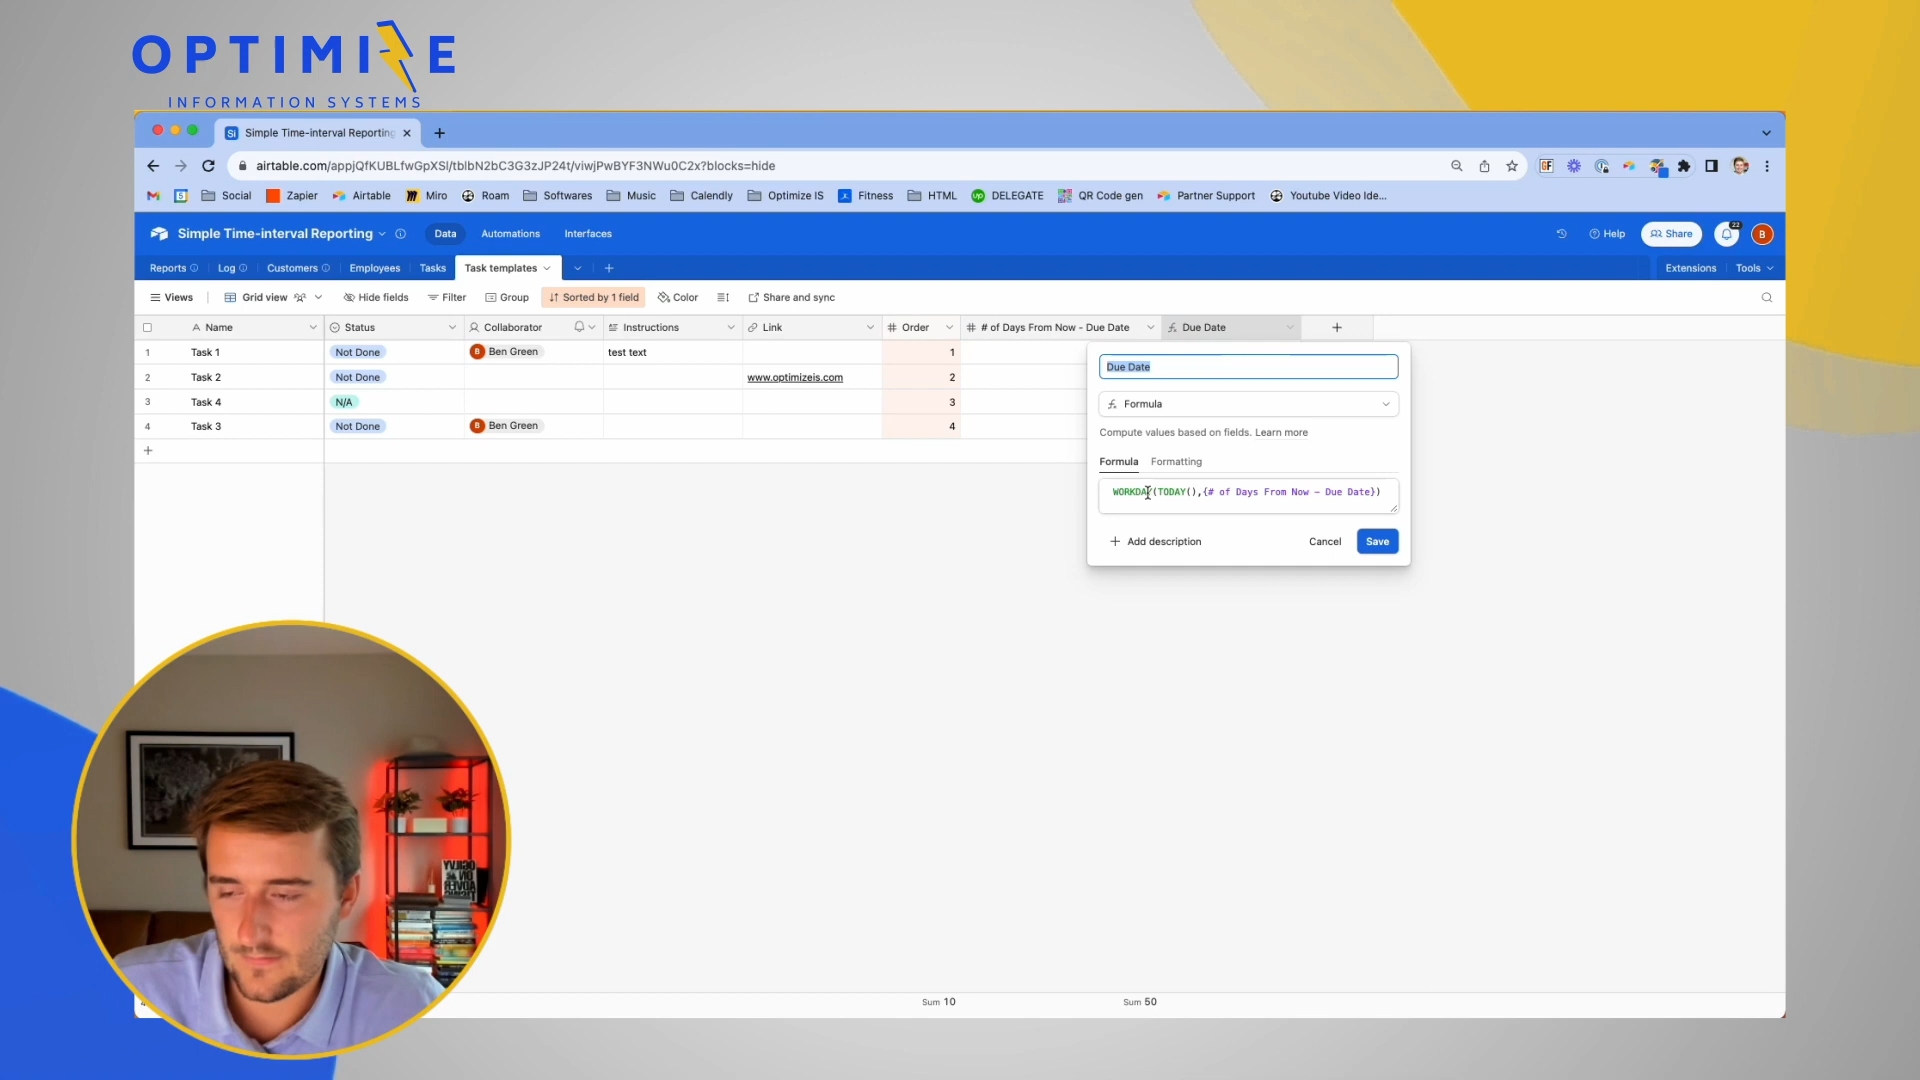 OPTIMIZE
INFORMATION SYSTEMS
Si Simple Time-interval Reporting
airtable.com/appjQfKUBLfwGpXSl/tblbN2bC3G3zJP24t/viwjPwBYF3NWu0C2x?blocks=hide
Social Zapier Airtable Miro Roam Softwares Music Calendly Optimize IS Fitness HTML DELEGATE QR Code gen Partner Support Youtube Video Ide...
Simple Time-interval Reporting Data Automations Interfaces Help Share 22 B
Reports Log Customers Employees Tasks Task templates Extensions Tools
Views Grid view Hide fields Filter Group Sorted by 1 field Color Share and sync
Name Status Collaborator Instructions Link # Order # # of Days From Now - Due Date Due Date
1 Task 1 Not Done B Ben Green test text 1
2 Task 2 Not Done www.optimizeis.com 2
3 Task 4 N/A 3
4 Task 3 Not Done B Ben Green 4
Due Date
Formula
Compute values based on fields. Learn more
Formula Formatting
WORKDAY(TODAY(),{# of Days From Now - Due Date})
Add description Cancel Save
OGILVY
ON
ADVER
TISING
Sum 10 Sum 50